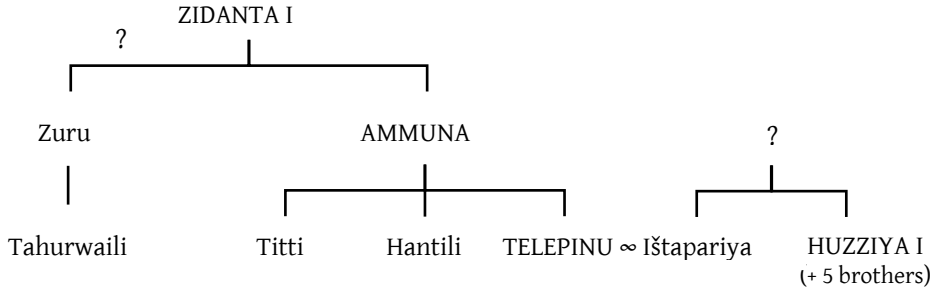 ZIDANTA I
?
Zuru AMMUNA ?
Tahurwaili Titti Hantili TELEPINU ∞ Ištapariya HUZZIYA I
(+ 5 brothers)